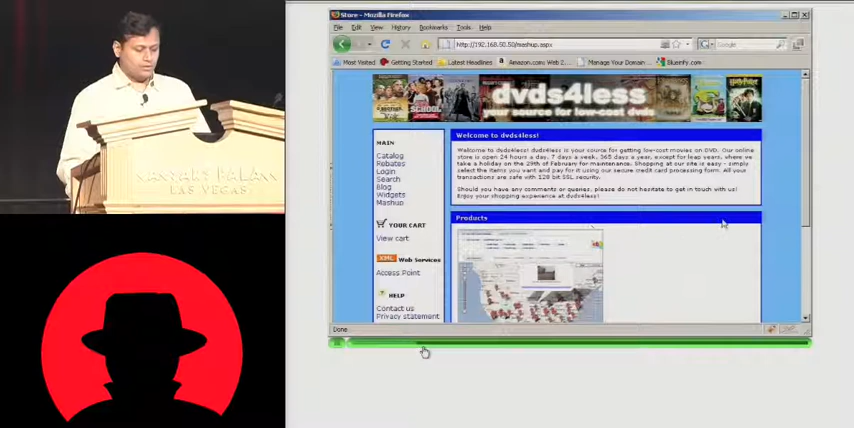 CAESARS PALACE
LAS VEGAS
Store - Mozilla Firefox
File Edit View History Bookmarks Tools Help
http://192.168.50.50/mashup.aspx
Google
Most Visited Getting Started Latest Headlines Amazon.com: Web Z... Manage Your Domain... Blueinfy.com
dvds4less
your source for low-cost dvds
MAIN
Catalog
Rebates
Login
Search
Blog
Widgets
Mashup
YOUR CART
View cart
XML Web Services
Access Point
HELP
Contact us
Privacy statement
Welcome to dvds4less!
Welcome to dvds4less! dvds4less is your source for getting low-cost movies on DVD. Our online
store is open 24 hours a day, 7 days a week, 365 days a year, except for leap years, where we
take a holiday on the 29th of February for maintenance. Shopping at our site is easy - simply
select the items you want and pay for it using our secure credit card processing form. All your
transactions are safe with 128 bit SSL security.
Should you have any comments or queries, please do not hesitate to get in touch with us!
Enjoy your shopping experience at dvds4less!
Products
Done